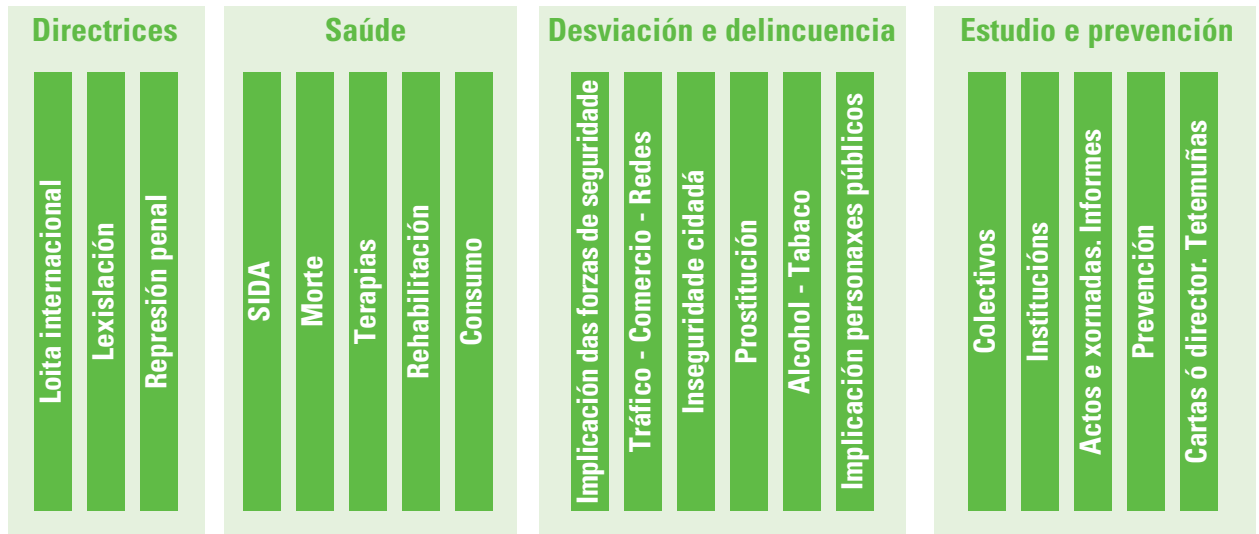 Directrices
Loita internacional
Lexislación
Represión penal
Saúde
SIDA
Morte
Terapias
Rehabilitación
Consumo
Desviación e delincuencia
Implicación das forzas de seguridade
Tráfico - Comercio - Redes
Inseguridade cidadá
Prostitución
Alcohol - Tabaco
Implicación personaxes públicos
Estudio e prevención
Colectivos
Institucións
Actos e xornadas. Informes
Prevención
Cartas ó director. Tetemuñas